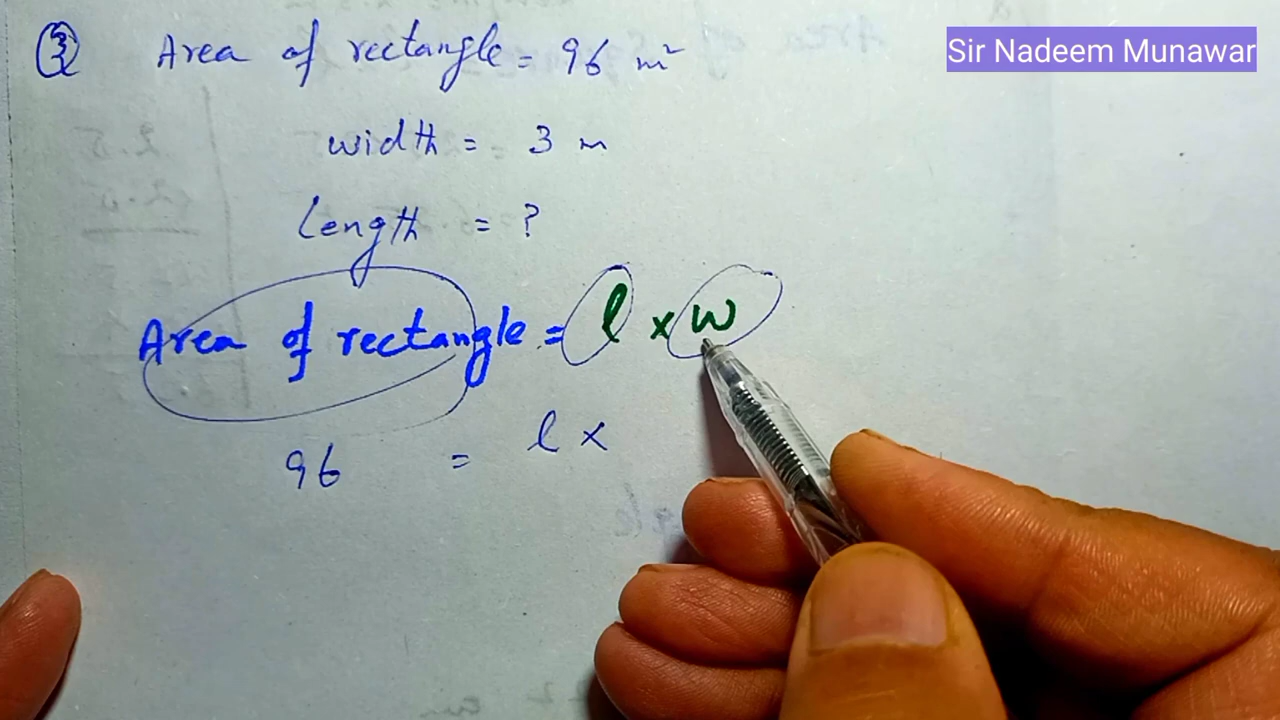 Sir Nadeem Munawar
③ Area of rectangle = 96 m²
width = 3 m
Length = ?
Area of rectangle = l × w
96 = l ×